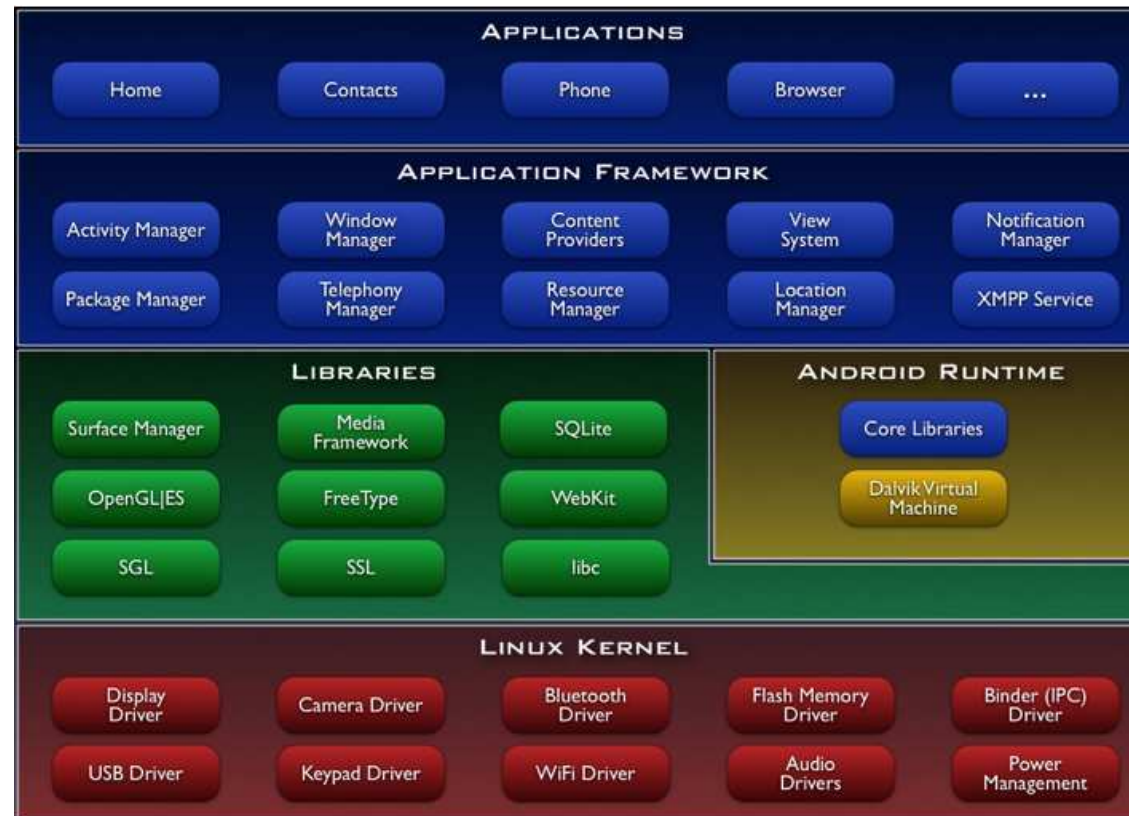 APPLICATIONS
Home
Contacts
Phone
Browser
...
APPLICATION FRAMEWORK
Activity Manager
Window
Manager
Content
Providers
View
System
Notification
Manager
Package Manager
Telephony
Manager
Resource
Manager
Location
Manager
XMPP Service
LIBRARIES
Surface Manager
Media
Framework
SQLite
OpenGL|ES
FreeType
WebKit
SGL
SSL
libc
ANDROID RUNTIME
Core Libraries
Dalvik Virtual
Machine
LINUX KERNEL
Display
Driver
Camera Driver
Bluetooth
Driver
Flash Memory
Driver
Binder (IPC)
Driver
USB Driver
Keypad Driver
WiFi Driver
Audio
Drivers
Power
Management